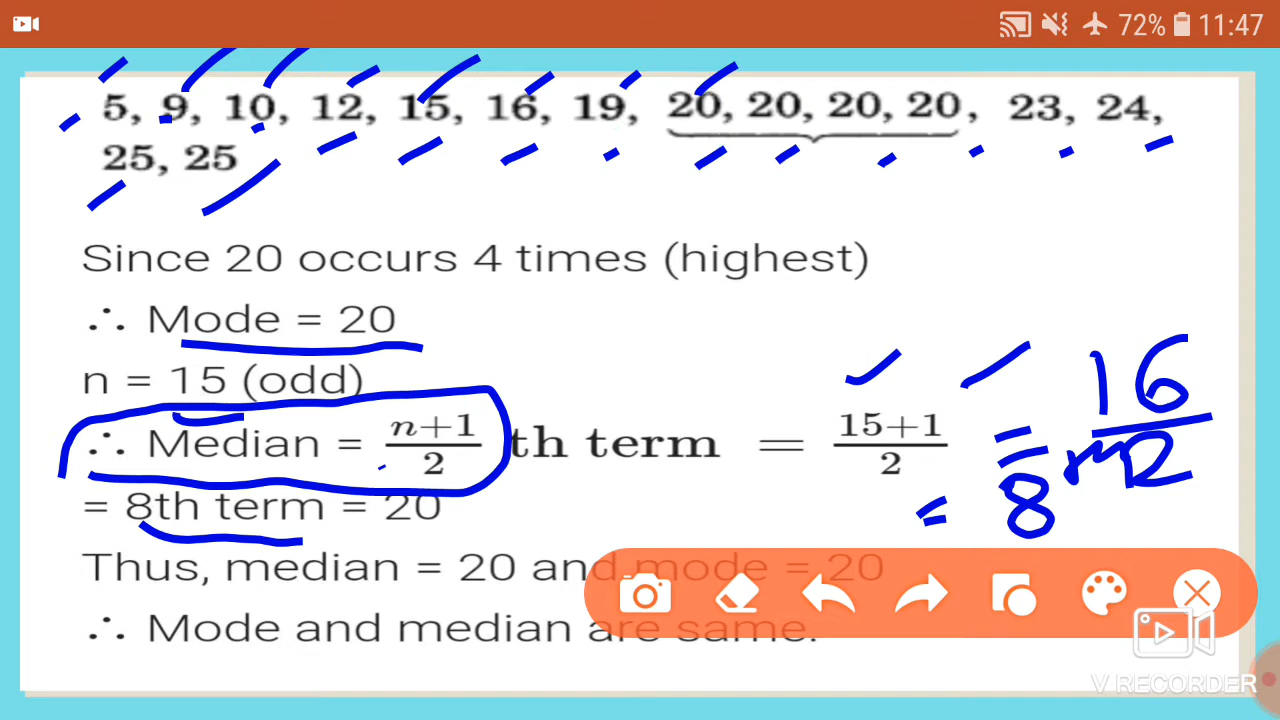 72% 11:47
5, 9, 10, 12, 15, 16, 19, 20, 20, 20, 20, 23, 24,
25, 25
Since 20 occurs 4 times (highest)
∴ Mode = 20
n = 15 (odd)
∴ Median = n+1/2 th term = 15+1/2 = 16/2
= 8th term = 20 = 8
Thus, median = 20 and mode = 20
∴ Mode and median are same.
V RECORDER